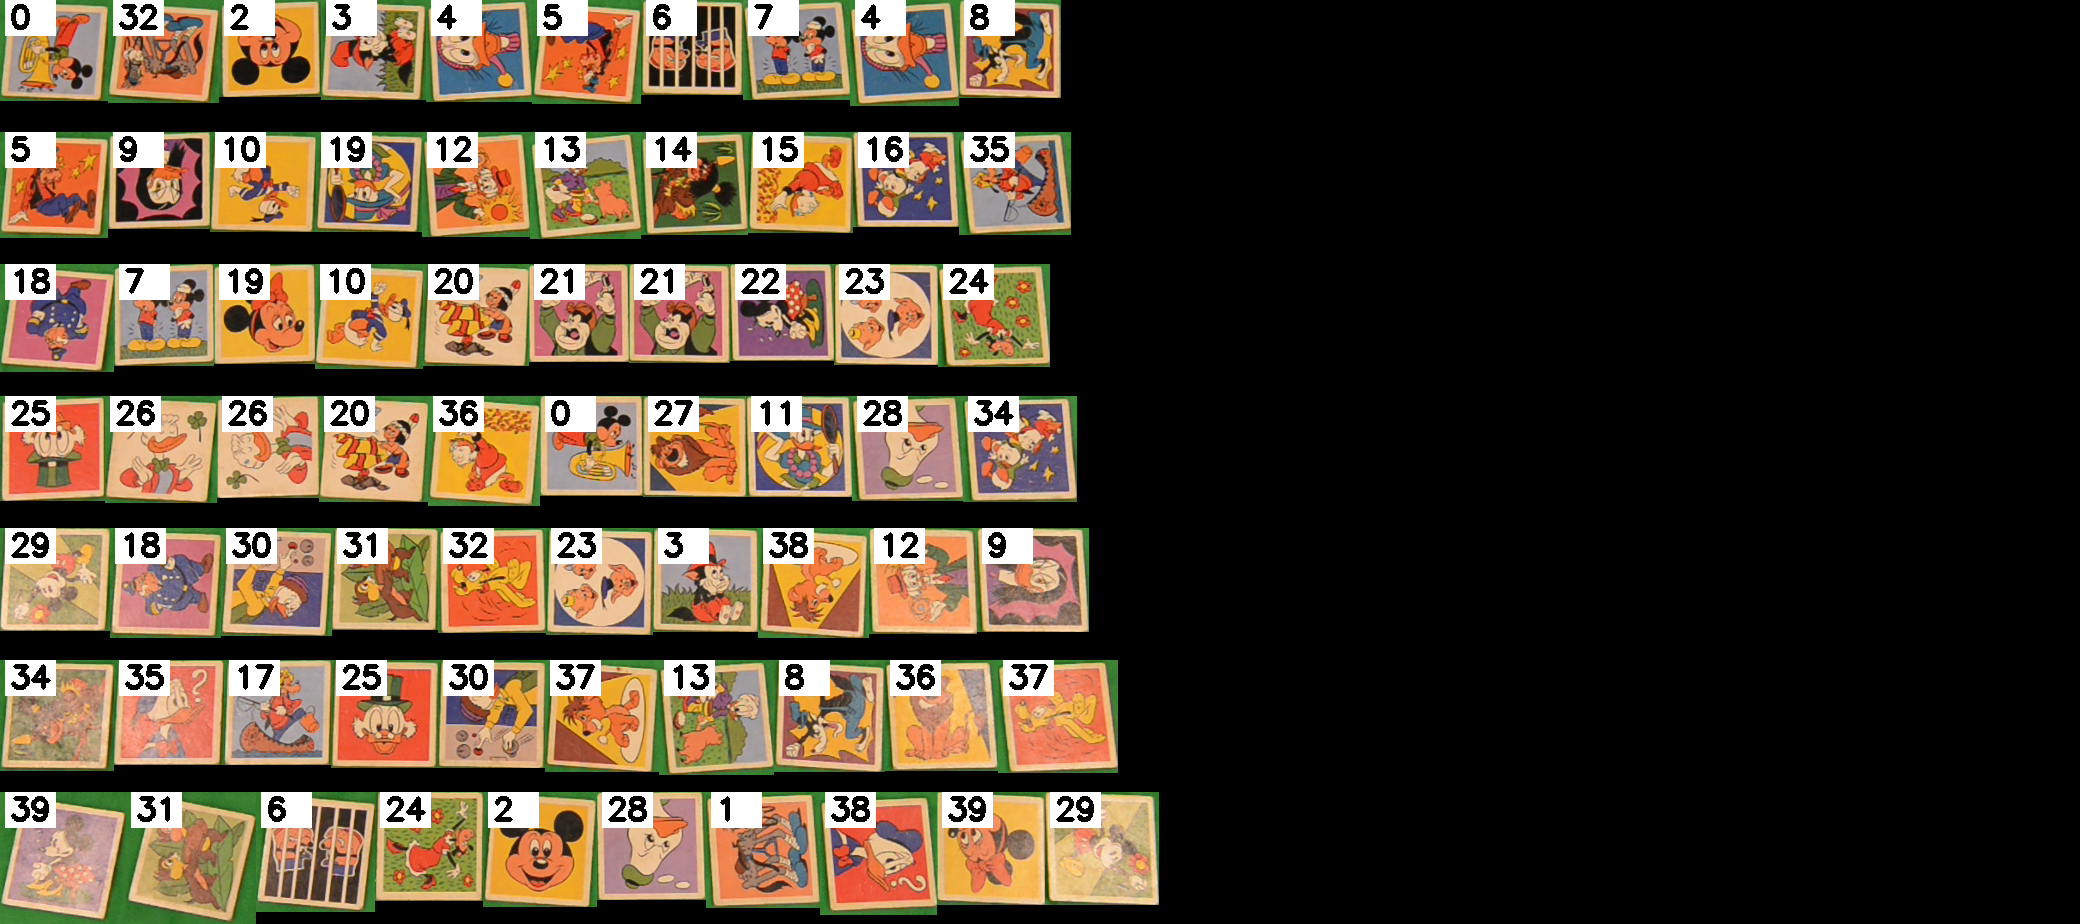 0 32 2 3 4 5 6 7 4 8
5 9 10 19 12 13 14 15 16 35
18 7 19 10 20 21 21 22 23 24
25 26 26 20 36 0 27 11 28 34
29 18 30 31 32 23 3 38 12 9
34 35 ? 17 25 30 37 13 8 36 37
39 31 6 24 2 28 1 38 ? 39 29